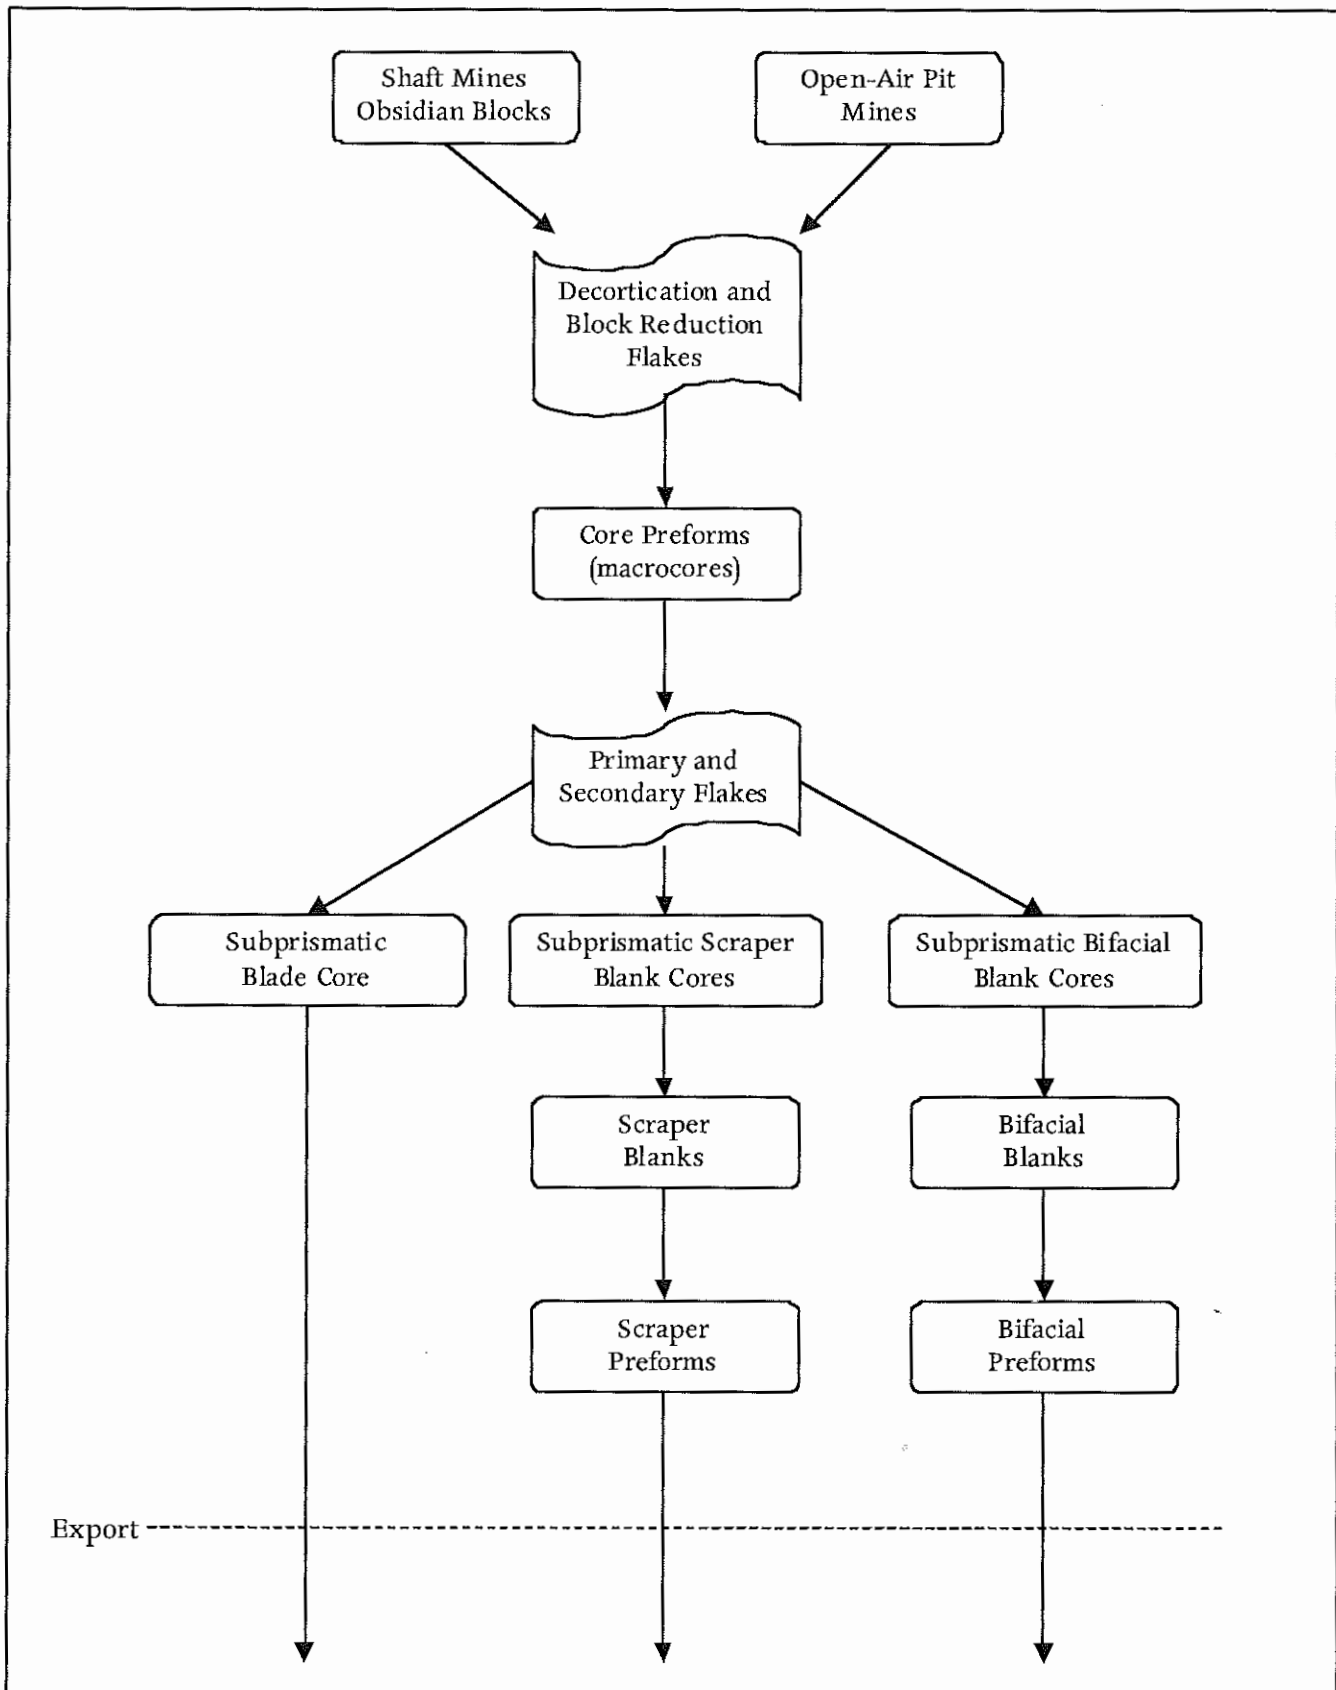 Shaft Mines
Obsidian Blocks
Open-Air Pit
Mines
Decortication and
Block Reduction
Flakes
Core Preforms
(macrocores)
Primary and
Secondary Flakes
Subprismatic
Blade Core
Subprismatic Scraper
Blank Cores
Subprismatic Bifacial
Blank Cores
Scraper
Blanks
Bifacial
Blanks
Scraper
Preforms
Bifacial
Preforms
Export